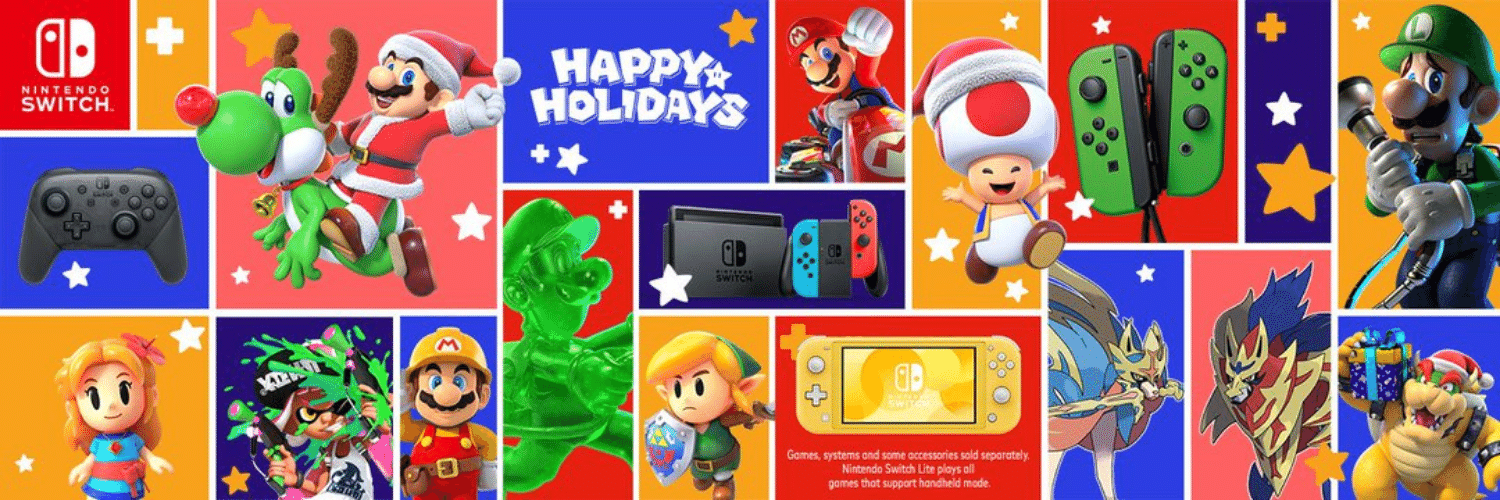 NINTENDO
SWITCH™
HAPPY
HOLIDAYS
NINTENDO
SWITCH
Games, systems and some accessories sold separately.
Nintendo Switch Lite plays all
games that support handheld mode.